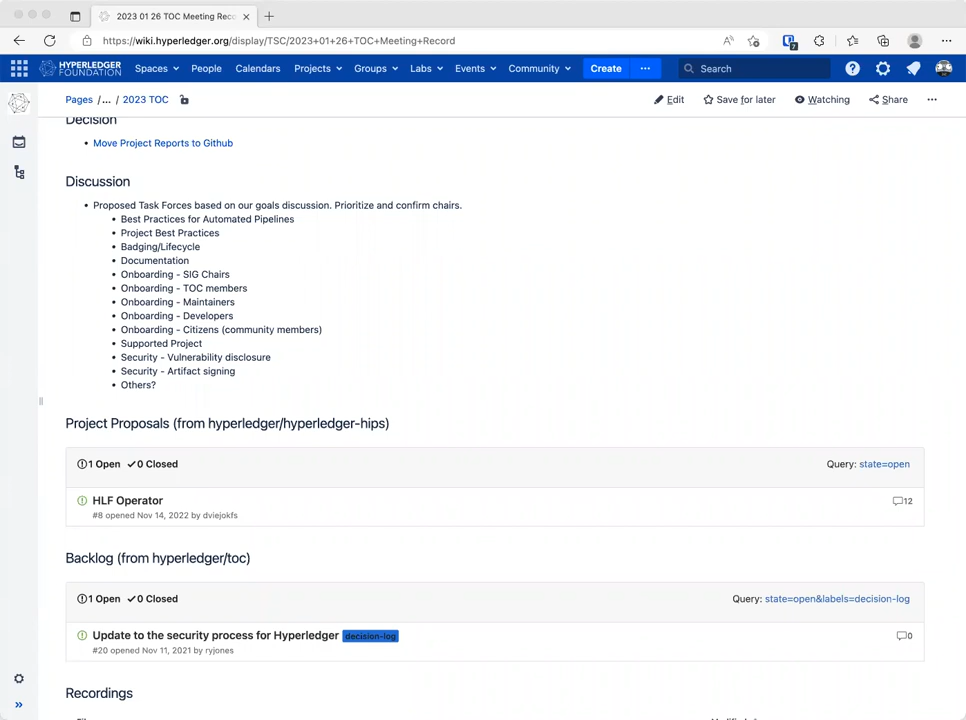 2023 01 26 TOC Meeting Reco
https://wiki.hyperledger.org/display/TSC/2023+01+26+TOC+Meeting+Record
7
HYPERLEDGER
FOUNDATION
Spaces
People
Calendars
Projects
Groups
Labs
Events
Community
Create
Search
Pages /... / 2023 TOC
Edit
Save for later
Watching
Share
Decision
Move Project Reports to Github
Discussion
Proposed Task Forces based on our goals discussion. Prioritize and confirm chairs.
Best Practices for Automated Pipelines
Project Best Practices
Badging/Lifecycle
Documentation
Onboarding - SIG Chairs
Onboarding - TOC members
Onboarding - Maintainers
Onboarding - Developers
Onboarding - Citizens (community members)
Supported Project
Security - Vulnerability disclosure
Security - Artifact signing
Others?
Project Proposals (from hyperledger/hyperledger-hips)
1 Open 0 Closed
Query: state=open
HLF Operator
12
#8 opened Nov 14, 2022 by dviejokfs
Backlog (from hyperledger/toc)
1 Open 0 Closed
Query: state=open&labels=decision-log
Update to the security process for Hyperledger decision-log
0
#20 opened Nov 11, 2021 by ryjones
Recordings